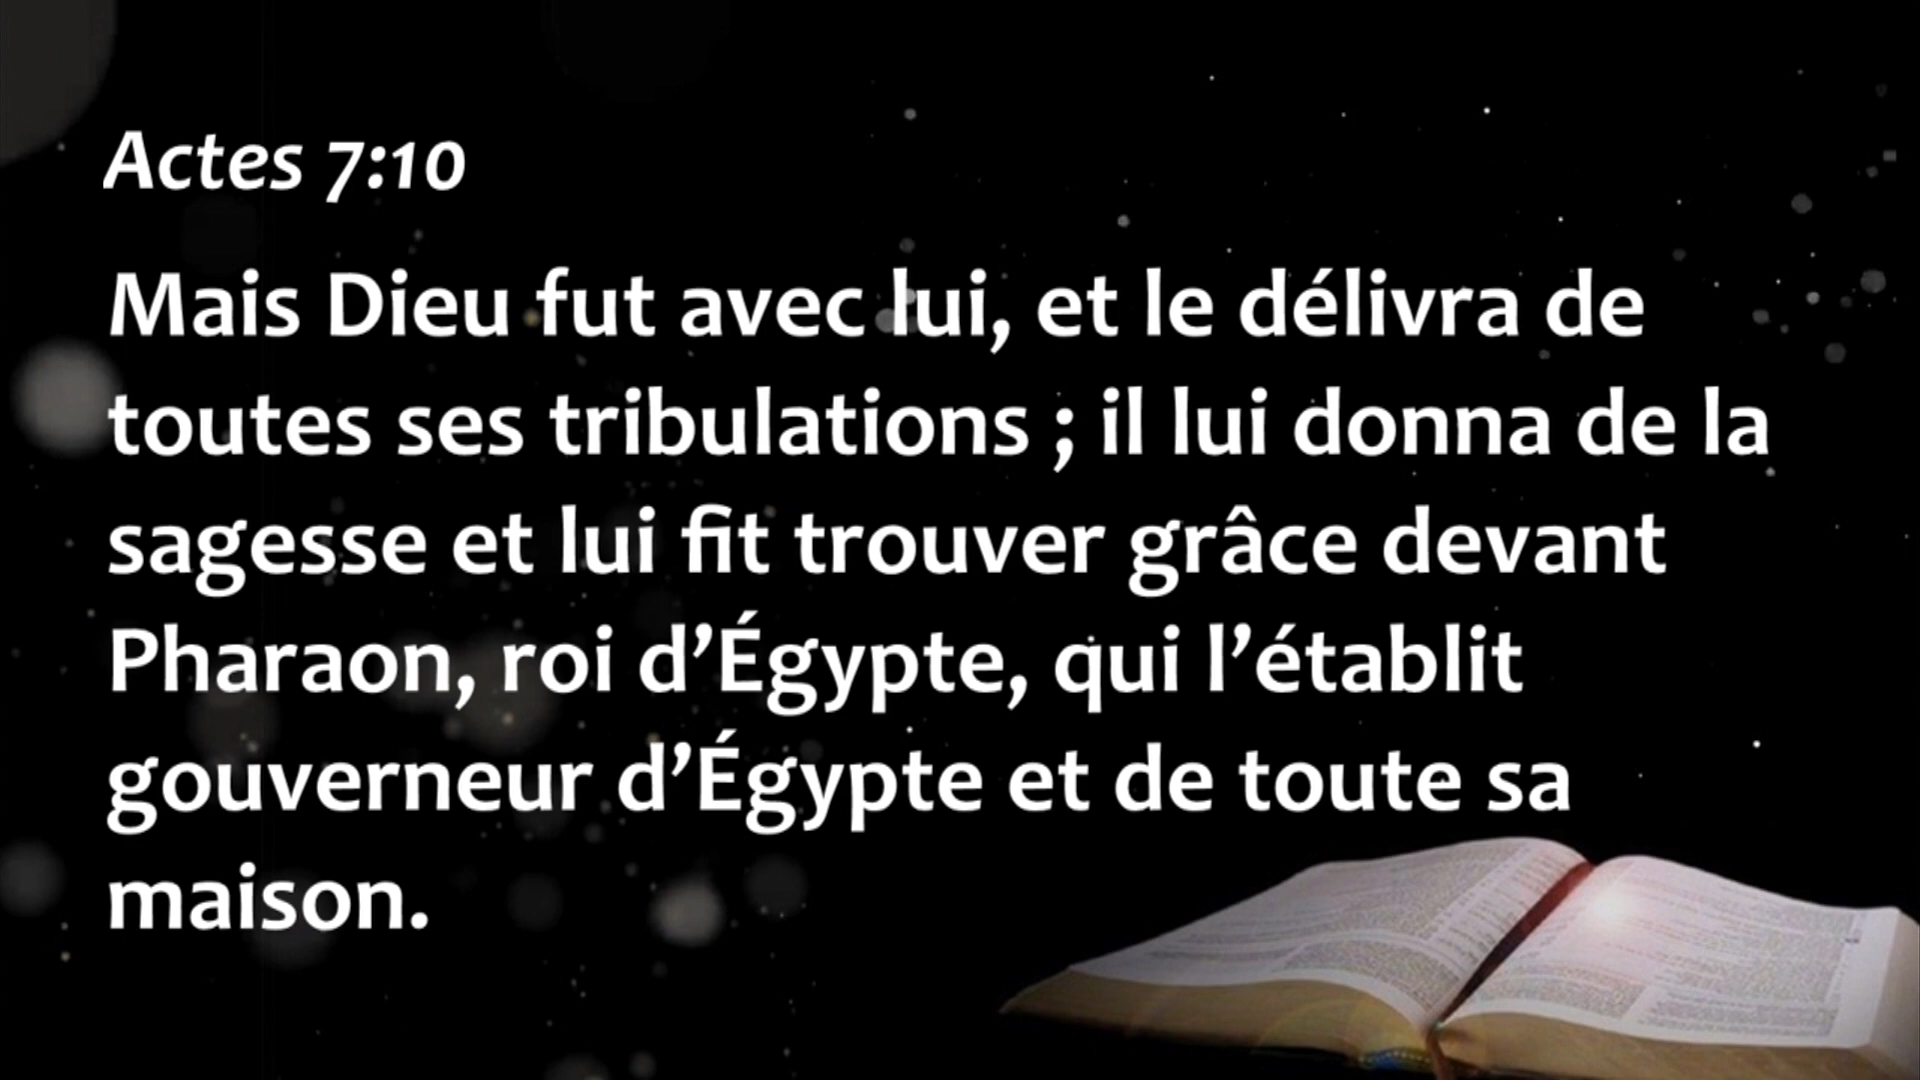 Actes 7:10
Mais Dieu fut avec lui, et le délivra de
toutes ses tribulations ; il lui donna de la
sagesse et lui fit trouver grâce devant
Pharaon, roi d’Égypte, qui l’établit
gouverneur d’Égypte et de toute sa
maison.